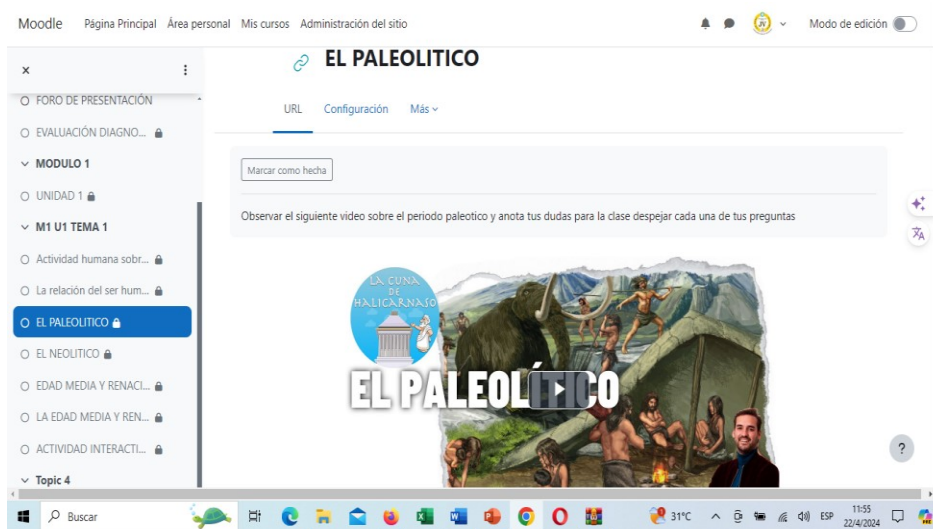 Moodle Página Principal Área personal Mis cursos Administración del sitio Modo de edición
EL PALEOLITICO
FORO DE PRESENTACIÓN
EVALUACIÓN DIAGNO...
MODULO 1
UNIDAD 1
M1 U1 TEMA 1
Actividad humana sobr...
La relación del ser hum...
EL PALEOLITICO
EL NEOLITICO
EDAD MEDIA Y RENACI...
LA EDAD MEDIA Y REN...
ACTIVIDAD INTERACTI...
Topic 4
URL Configuración Más
Marcar como hecha
Observar el siguiente video sobre el periodo paleotico y anota tus dudas para la clase despejar cada una de tus preguntas
LA CUNA
DE
HALICARNASO
EL PALEOLÍTICO
?
Buscar
31°C
ESP
11:55
22/4/2024